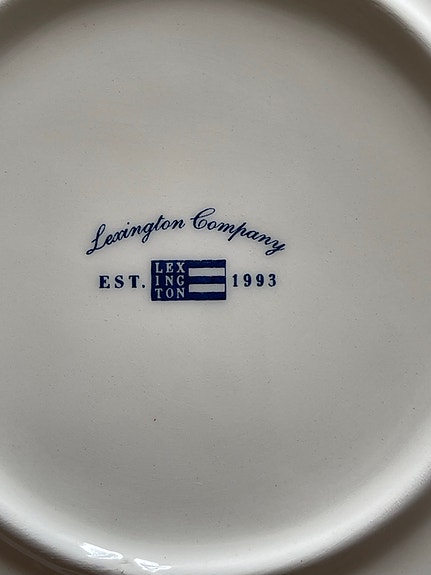 Lexington Company
EST. LEX 1993
ING
TON